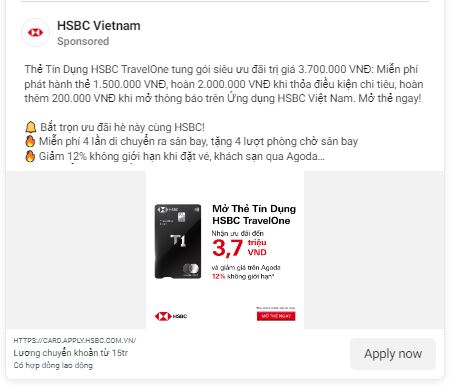 HSBC Vietnam
Sponsored
Thẻ Tín Dụng HSBC TravelOne tung gói siêu ưu đãi trị giá 3.700.000 VNĐ: Miễn phí
phát hành thẻ 1.500.000 VNĐ, hoàn 2.000.000 VNĐ khi thỏa điều kiện chi tiêu, hoàn
thêm 200.000 VNĐ khi mở thông báo trên Ứng dụng HSBC Việt Nam. Mở thẻ ngay!
🔔 Bắt trọn ưu đãi hè này cùng HSBC!
🔥 Miễn phí 4 lần di chuyển ra sân bay, tặng 4 lượt phòng chờ sân bay
🔥 Giảm 12% không giới hạn khi đặt vé, khách sạn qua Agoda...
HSBC
T1
Mở Thẻ Tín Dụng
HSBC TravelOne
Nhận ưu đãi đến
3,7 triệu
VND
và giảm giá trên Agoda
12% không giới hạn*
HSBC
MỞ THẺ NGAY
HTTPS://CARD.APPLY.HSBC.COM.VN/
Lương chuyển khoản từ 15tr
Có hợp đồng lao động
Apply now